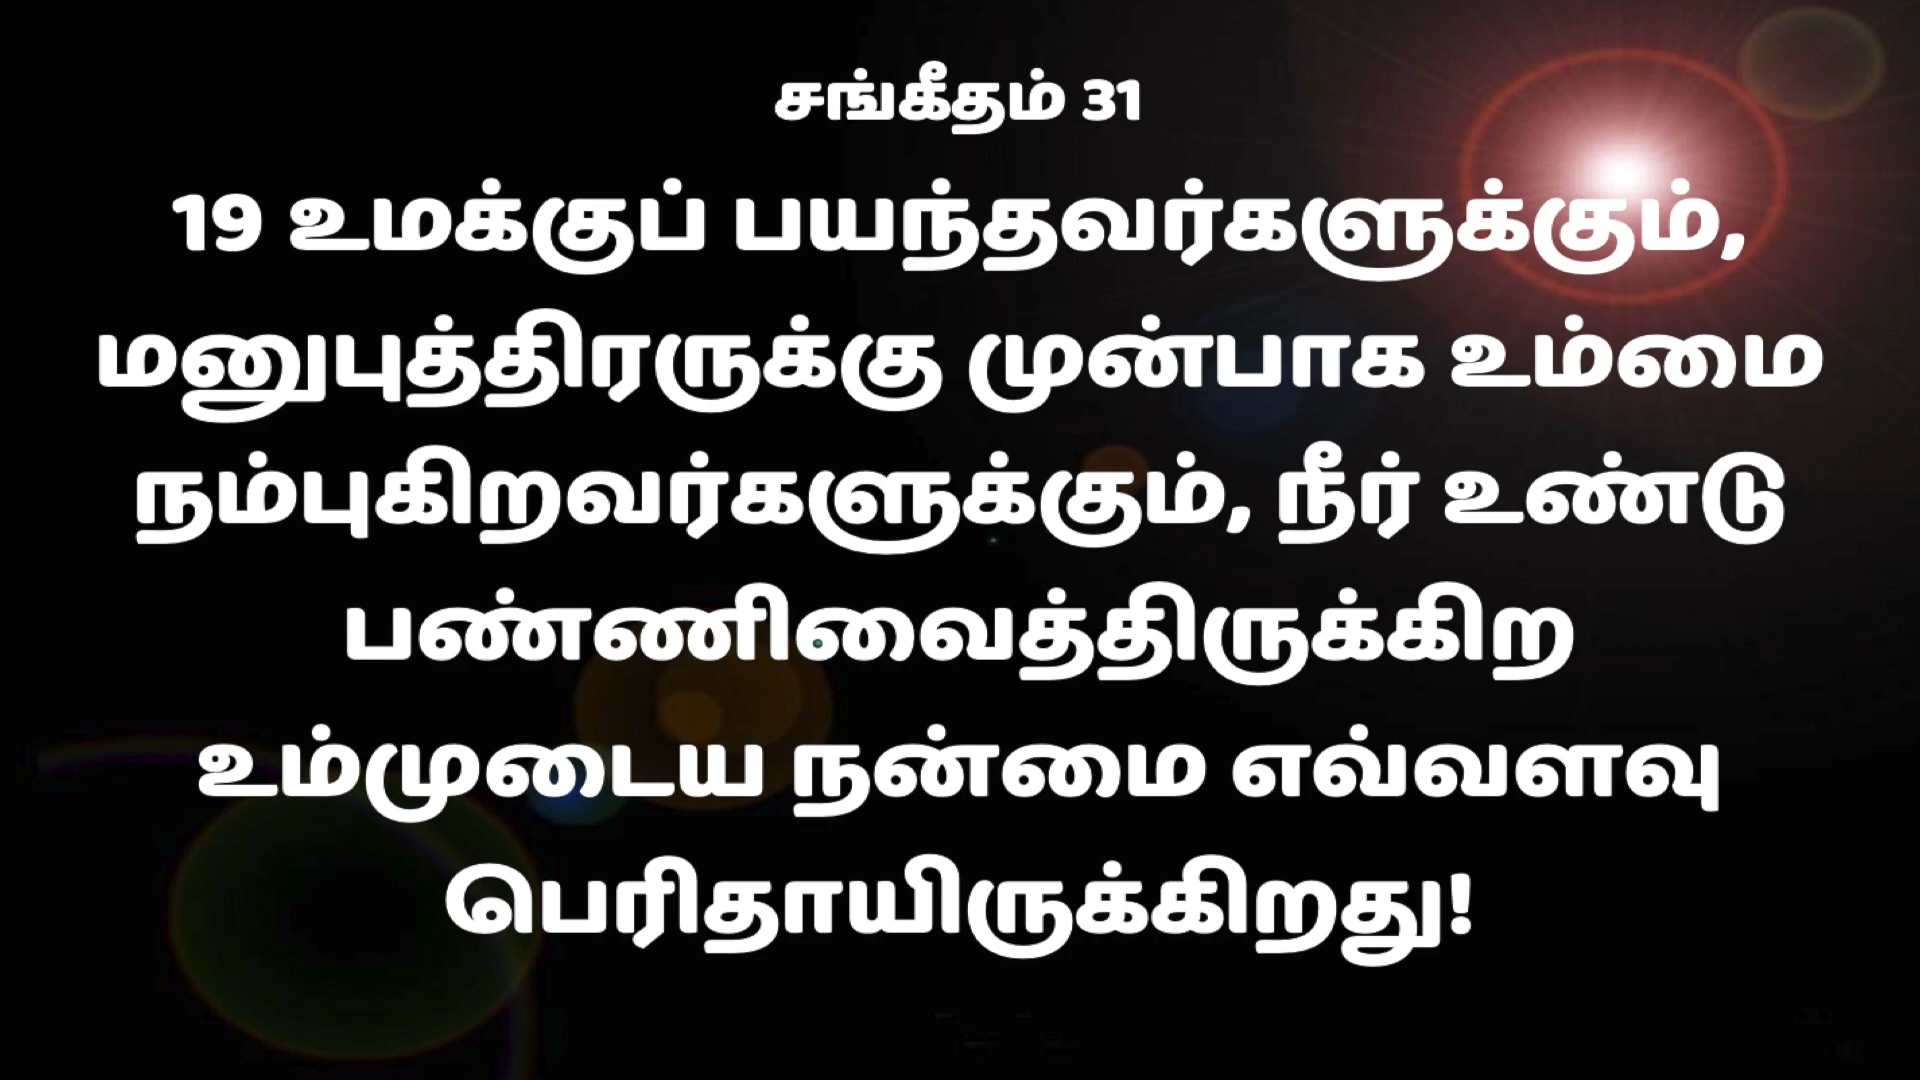 சங்கீதம் 31
19 உமக்குப் பயந்தவர்களுக்கும்,
மனுபுத்திரருக்கு முன்பாக உம்மை
நம்புகிறவர்களுக்கும், நீர் உண்டு
பண்ணிவைத்திருக்கிற
உம்முடைய நன்மை எவ்வளவு
பெரிதாயிருக்கிறது!